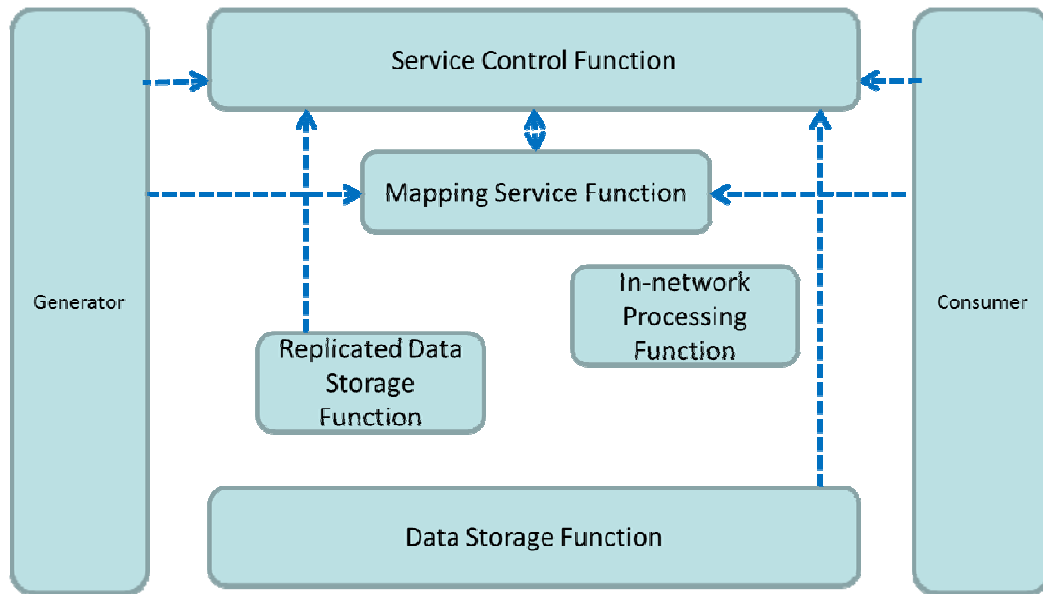 Service Control Function
Mapping Service Function
Generator
In-network
Processing
Function
Consumer
Replicated Data
Storage
Function
Data Storage Function